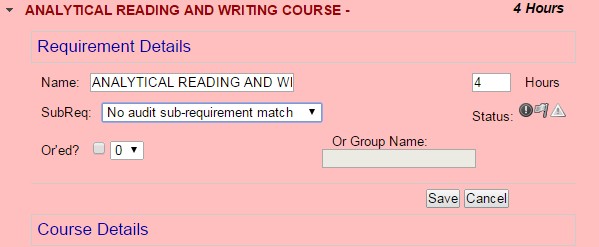 ANALYTICAL READING AND WRITING COURSE - 4 Hours
Requirement Details
Name: ANALYTICAL READING AND WI 4 Hours
SubReq: No audit sub-requirement match Status:
Or'ed? 0 Or Group Name:
Save Cancel
Course Details